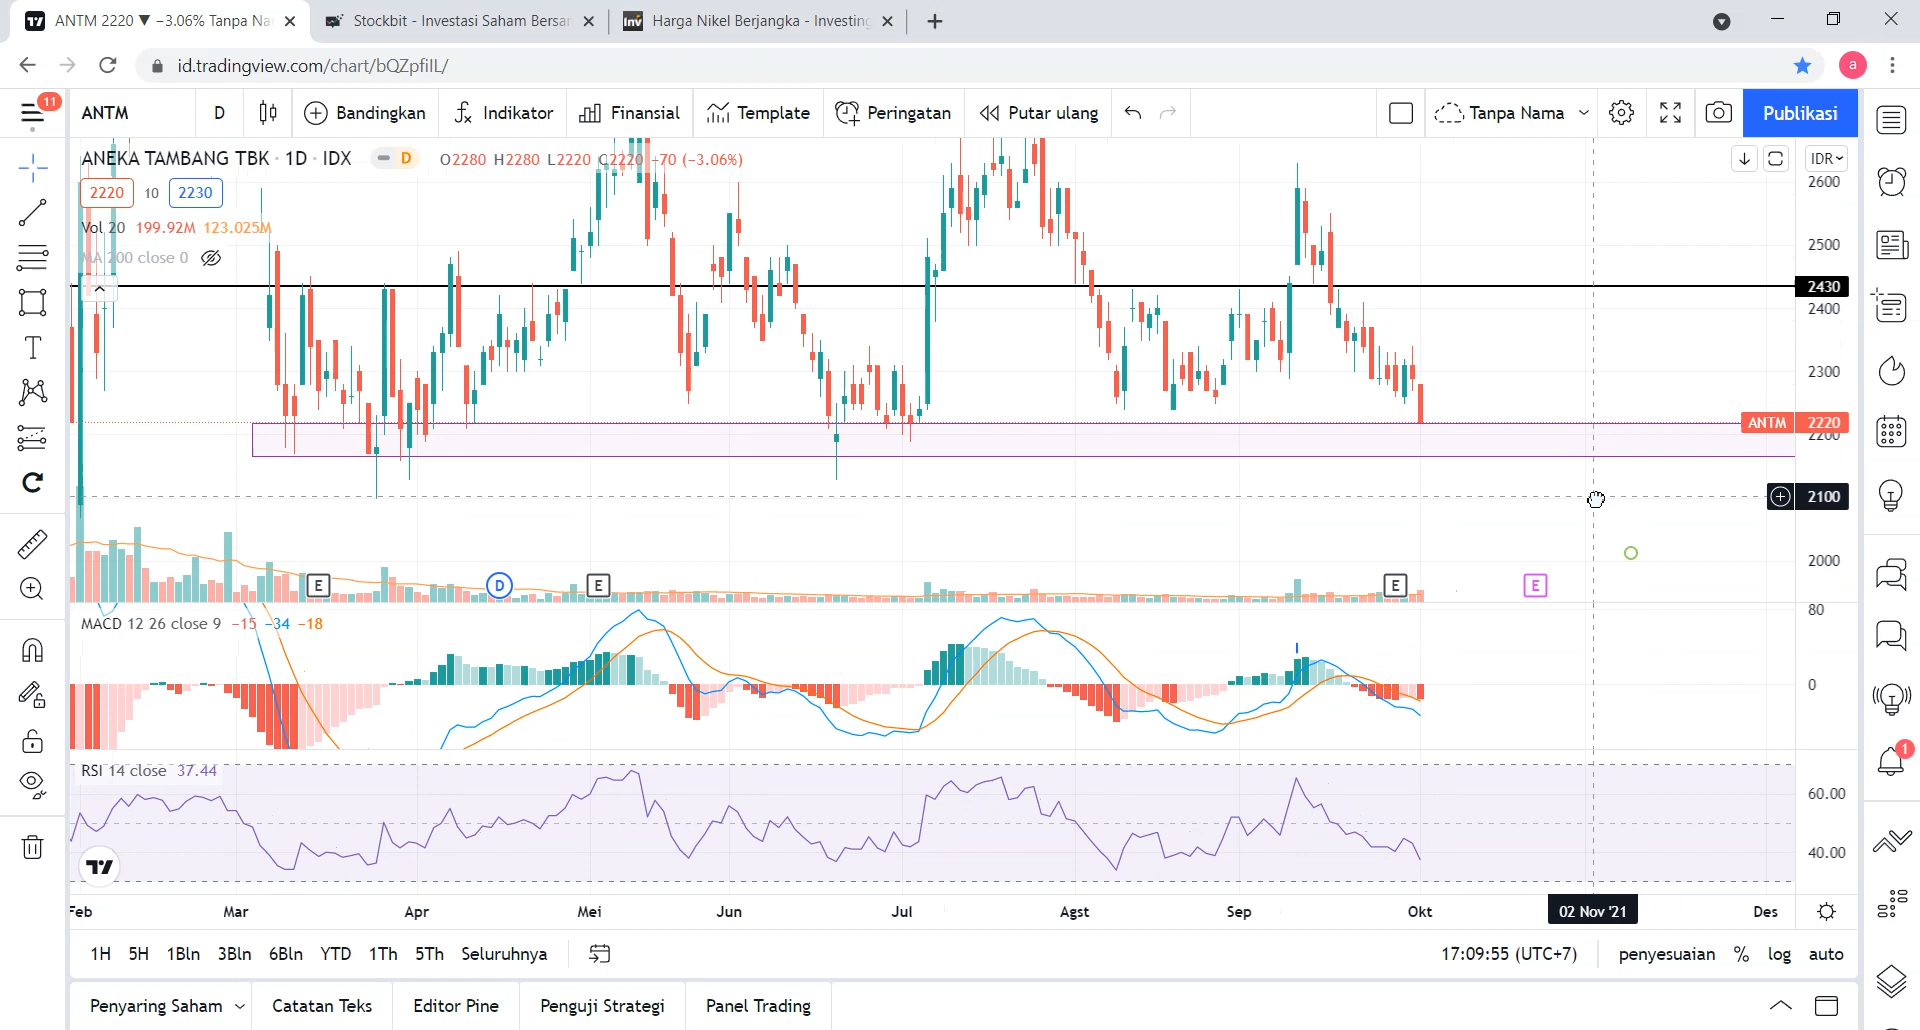 ANTM 2220 ▼ −3.06% Tanpa Na
Stockbit - Investasi Saham Bersa
Inv Harga Nikel Berjangka - Investing
id.tradingview.com/chart/bQZpfiIL/
a
11
ANTM D Bandingkan Indikator Finansial Template Peringatan Putar ulang Tanpa Nama Publikasi
ANEKA TAMBANG TBK · 1D · IDX D O2280 H2280 L2220 C2220 −70 (−3.06%)
IDR
2220 10 2230
Vol 20 199.92M 123.025M
MA 200 close 0
2600
2500
2430
2400
2300
ANTM 2220
2200
2100
2000
E D E E E
MACD 12 26 close 9 −15 −34 −18
80
0
RSI 14 close 37.44
60.00
40.00
1
Feb Mar Apr Mei Jun Jul Agst Sep Okt 02 Nov '21 Des
1H 5H 1Bln 3Bln 6Bln YTD 1Th 5Th Seluruhnya 17:09:55 (UTC+7) penyesuaian % log auto
Penyaring Saham Catatan Teks Editor Pine Penguji Strategi Panel Trading